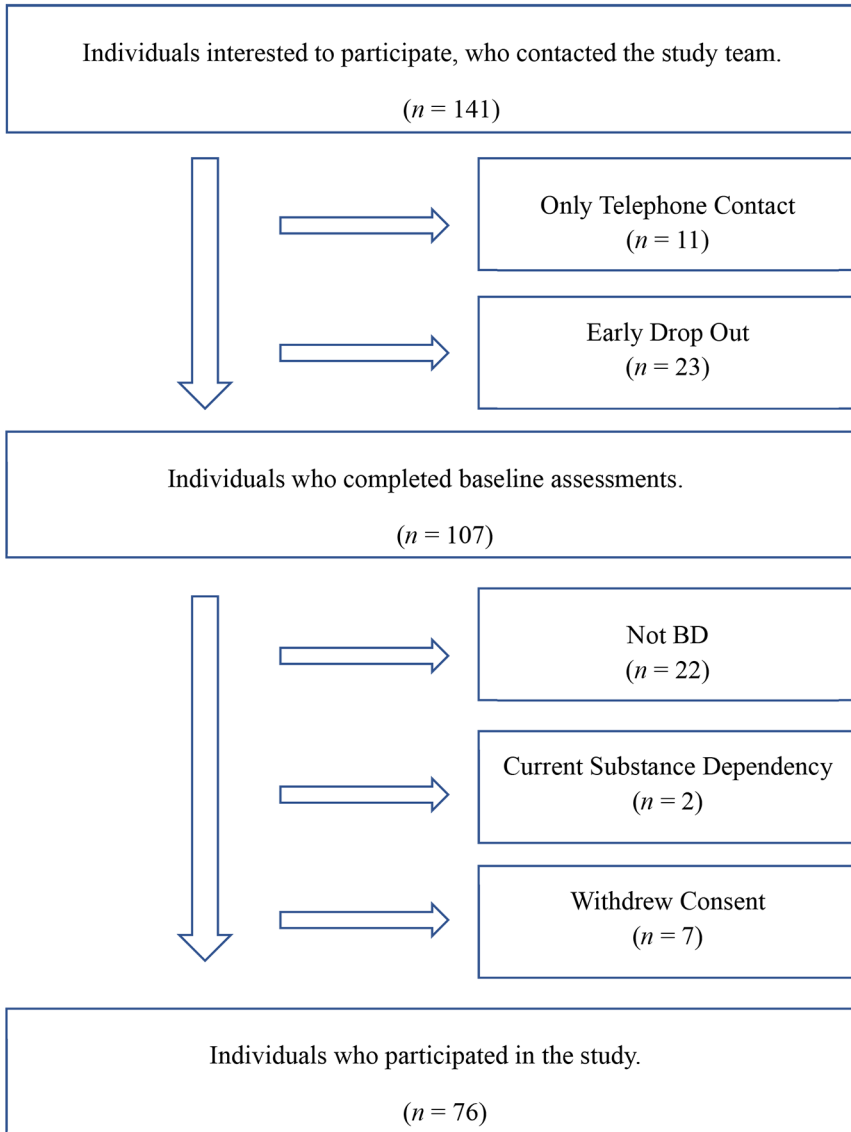 Individuals interested to participate, who contacted the study team.
(n = 141)
Only Telephone Contact
(n = 11)
Early Drop Out
(n = 23)
Individuals who completed baseline assessments.
(n = 107)
Not BD
(n = 22)
Current Substance Dependency
(n = 2)
Withdrew Consent
(n = 7)
Individuals who participated in the study.
(n = 76)